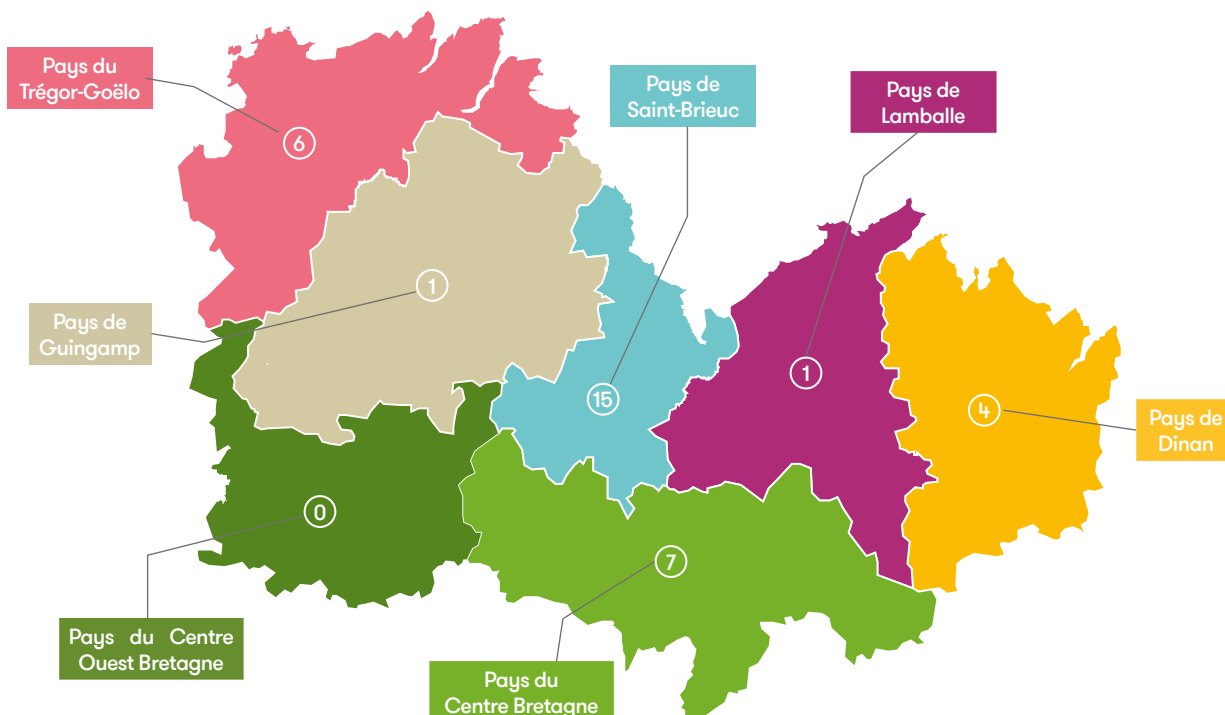 Pays du
Trégor-Goëlo
6
Pays de
Saint-Brieuc
Pays de
Lamballe
Pays de
Guingamp
1
15
1
4
Pays de
Dinan
0
7
Pays du Centre
Ouest Bretagne
Pays du
Centre Bretagne